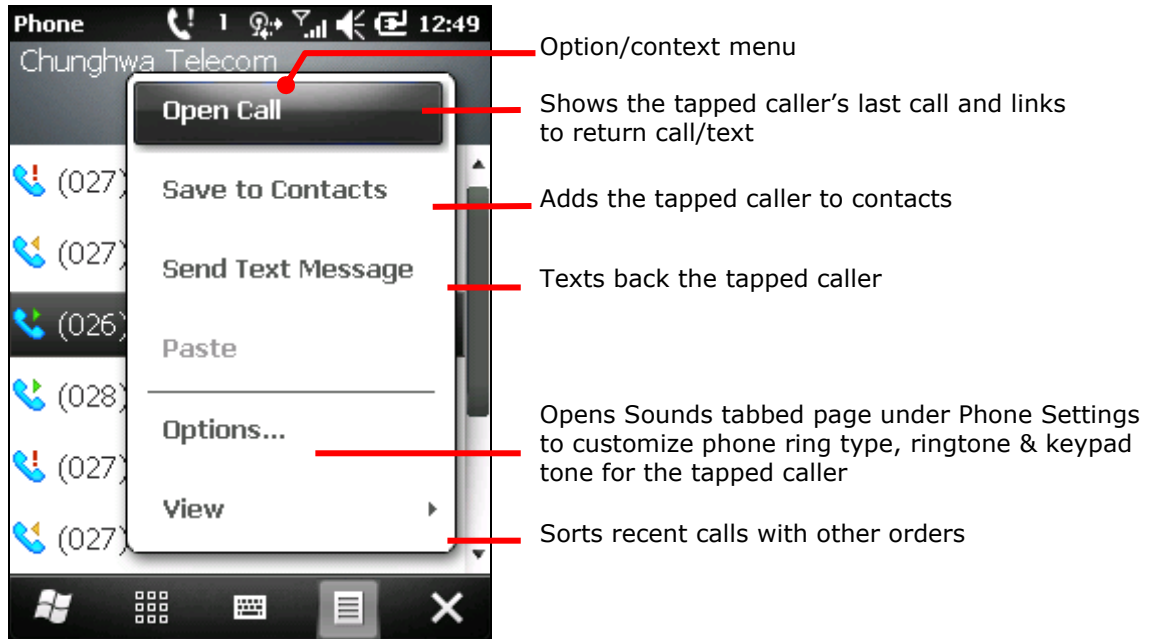 Phone 1 12:49
Chunghwa Telecom
Open Call
Save to Contacts
Send Text Message
Paste
Options...
View
(027)
(027)
(026)
(028)
(027)
(027)
Option/context menu
Shows the tapped caller’s last call and links
to return call/text
Adds the tapped caller to contacts
Texts back the tapped caller
Opens Sounds tabbed page under Phone Settings
to customize phone ring type, ringtone & keypad
tone for the tapped caller
Sorts recent calls with other orders